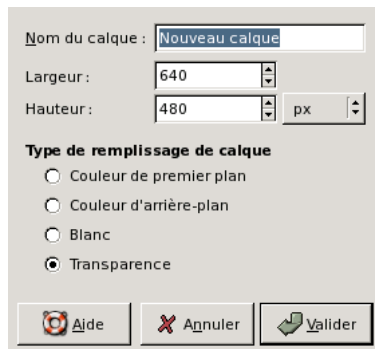 Nom du calque : Nouveau calque
Largeur : 640
Hauteur : 480 px
Type de remplissage de calque
Couleur de premier plan
Couleur d'arrière-plan
Blanc
Transparence
Aide Annuler Valider